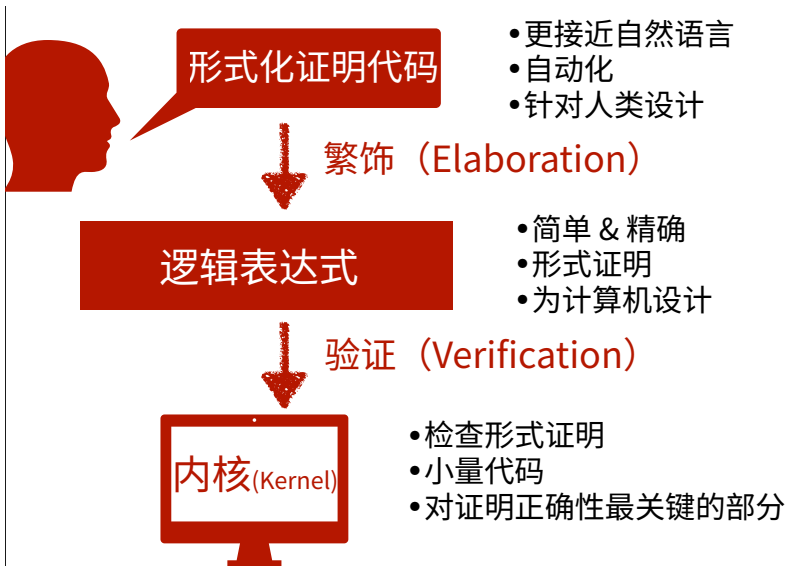 形式化证明代码
•更接近自然语言
•自动化
•针对人类设计
繁饰（Elaboration）
逻辑表达式
•简单 & 精确
•形式证明
•为计算机设计
验证（Verification）
内核(Kernel)
•检查形式证明
•小量代码
•对证明正确性最关键的部分